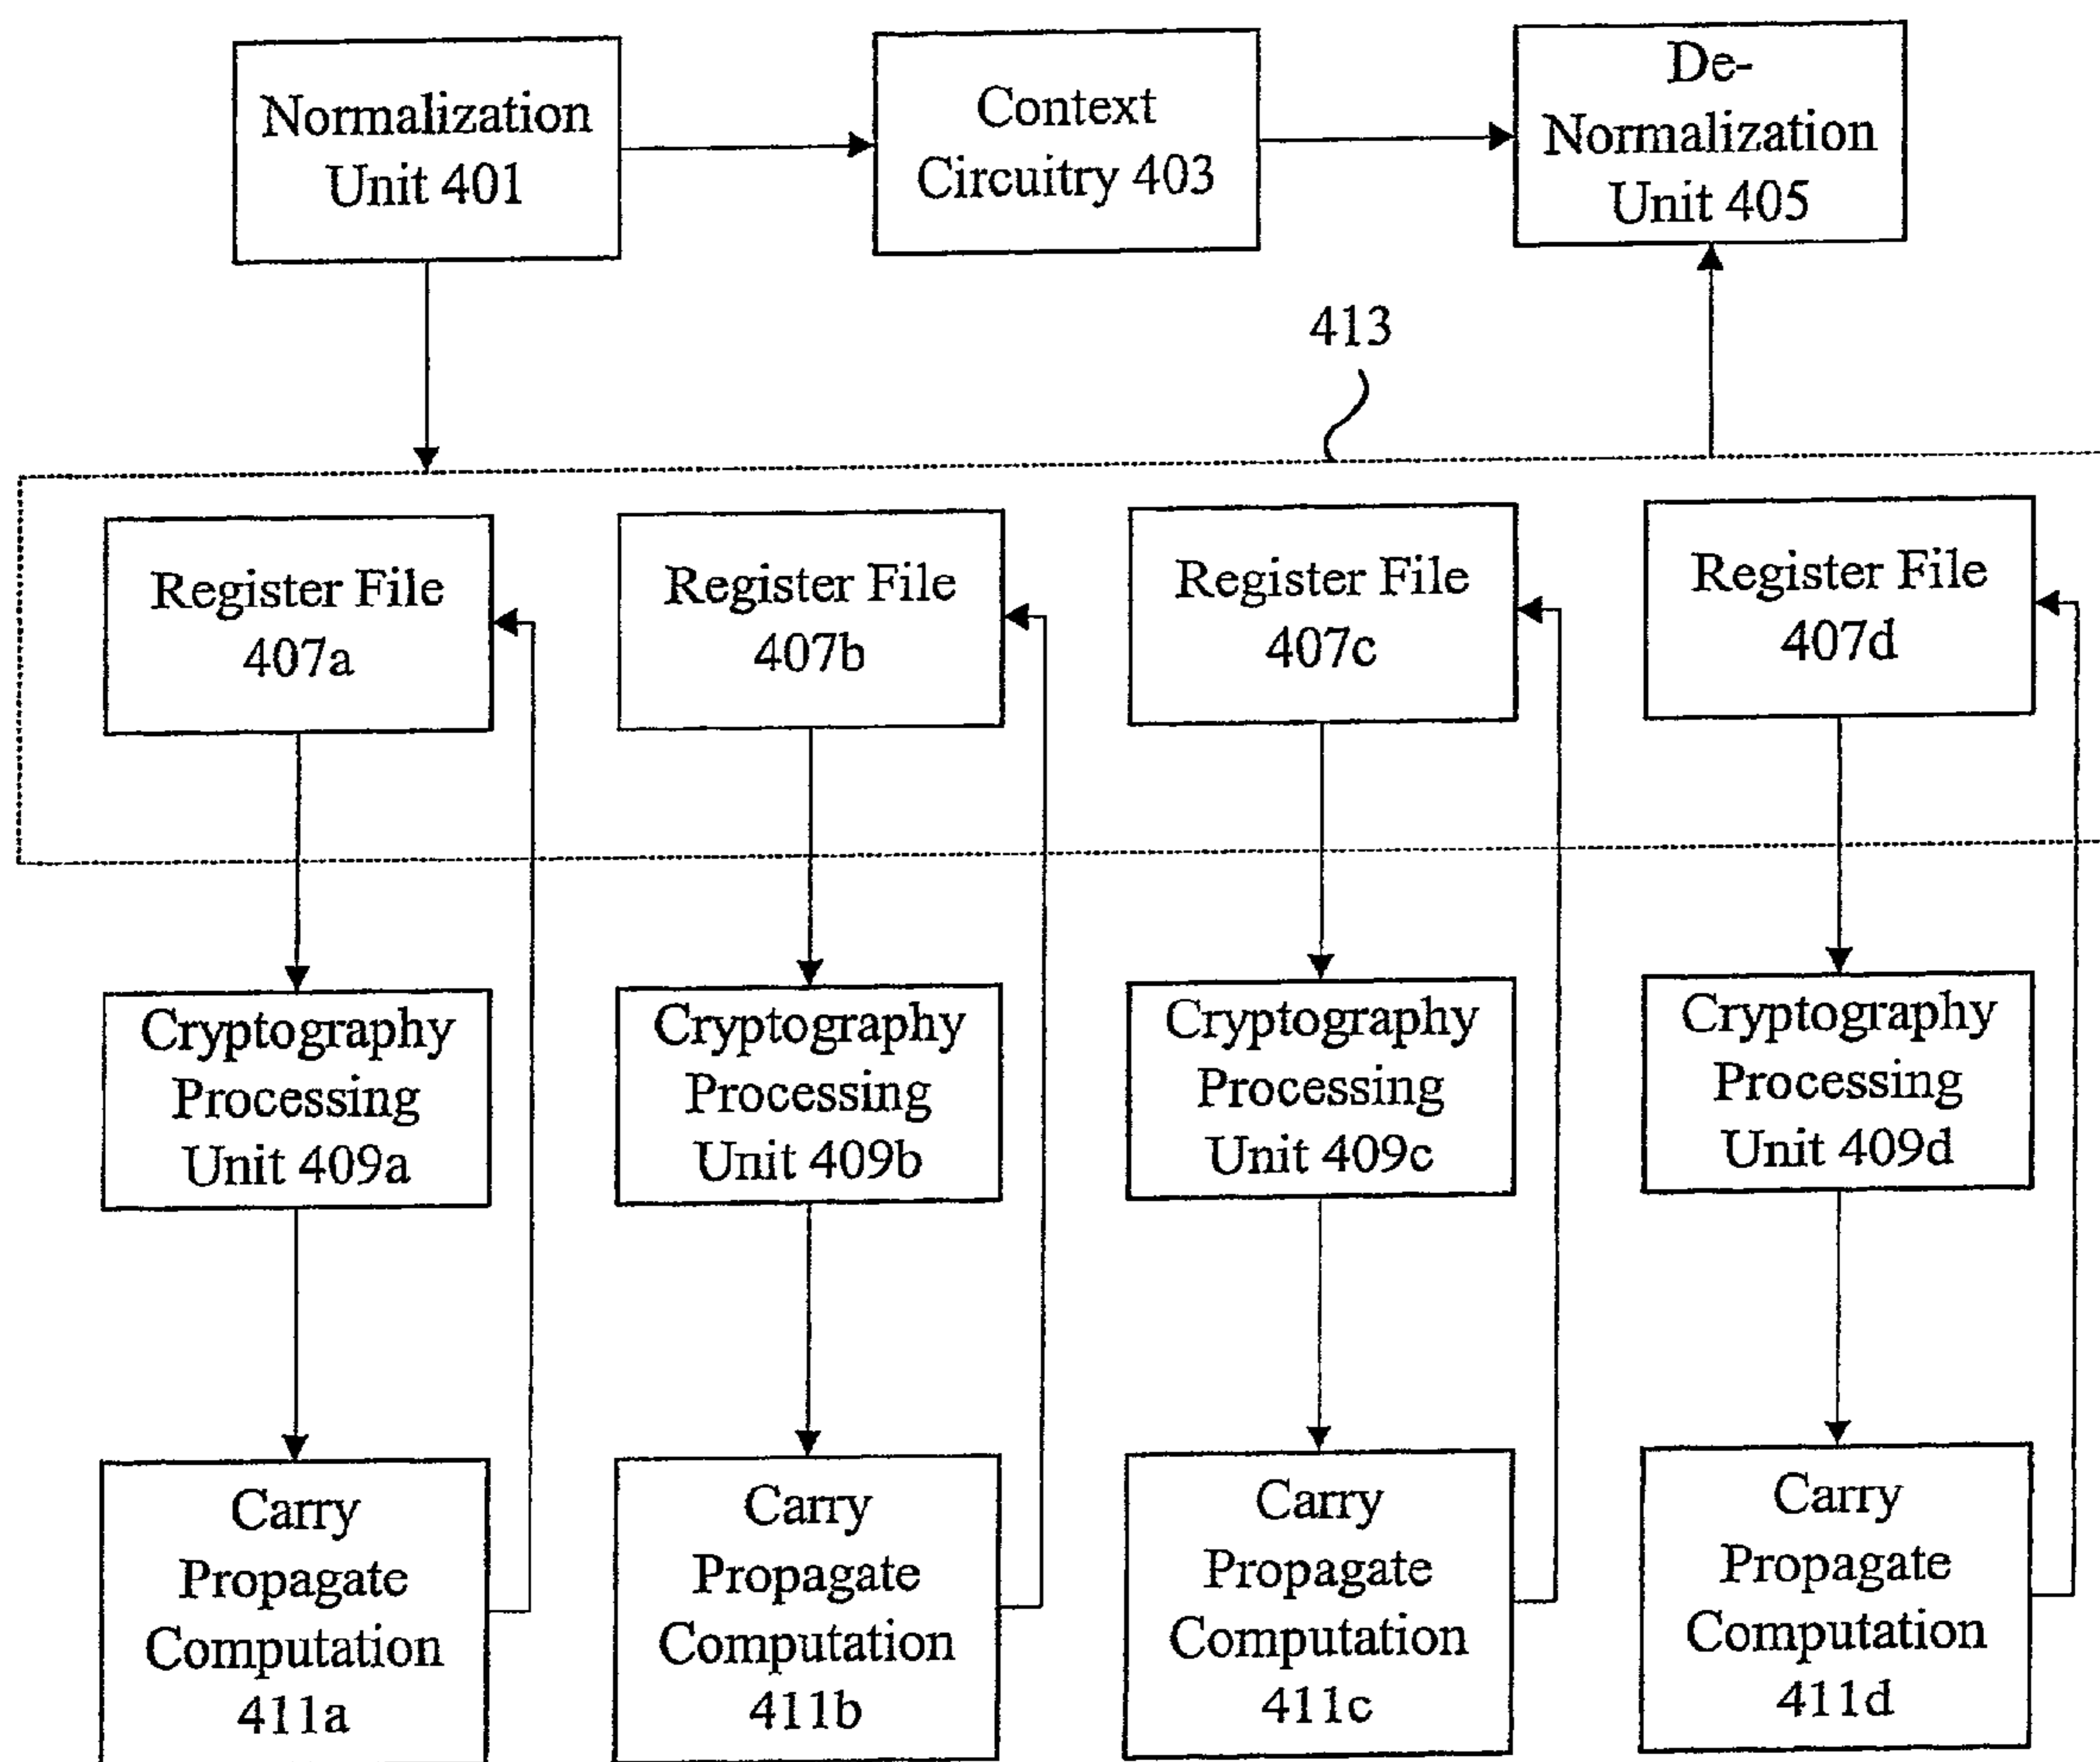 Normalization
Unit 401
Context
Circuitry 403
De-
Normalization
Unit 405
413
Register File
407a
Register File
407b
Register File
407c
Register File
407d
Cryptography
Processing
Unit 409a
Cryptography
Processing
Unit 409b
Cryptography
Processing
Unit 409c
Cryptography
Processing
Unit 409d
Carry
Propagate
Computation
411a
Carry
Propagate
Computation
411b
Carry
Propagate
Computation
411c
Carry
Propagate
Computation
411d